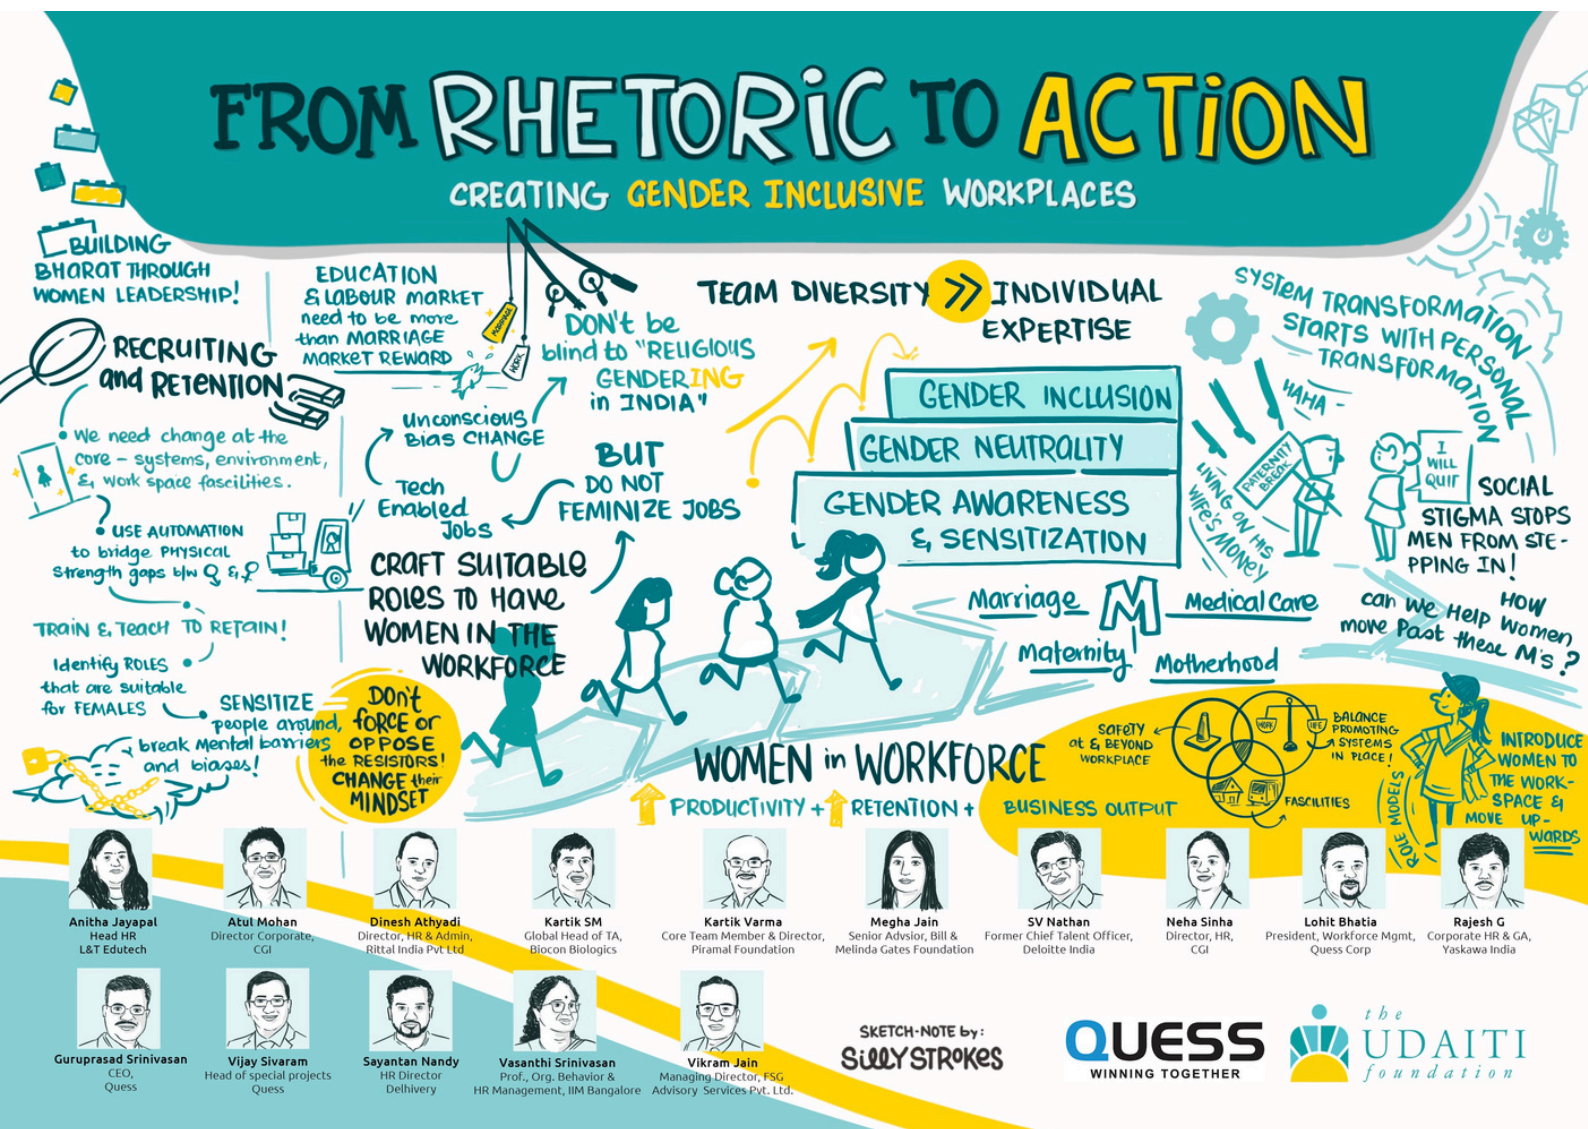 FROM RHETORIC TO ACTION
CREATING GENDER INCLUSIVE WORKPLACES
BUILDING
BHARAT THROUGH
WOMEN LEADERSHIP!
RECRUITING
and RETENTION
We need change at the
core - systems, environment,
& work space fascilities.
USE AUTOMATION
to bridge PHYSICAL
Strength gaps b/w ♀ & ♂
TRAIN & TEACH TO RETAIN!
Identify ROLES
that are suitable
for FEMALES
SENSITIZE
people around,
break mental barriers
and biases!
EDUCATION
& LABOUR MARKET
need to be more
than MARRIAGE
MARKET REWARD
MARRIAGE
WORK
DON't be
blind to "RELIGIOUS
GENDERING
in INDIA"
Unconscious
Bias CHANGE
Tech
Enabled
Jobs
BUT
DO NOT
FEMINIZE JOBS
CRAFT SUITABLE
ROLES TO HAVE
WOMEN IN THE
WORKFORCE
DON't
FORCE or
OPPOSE
the RESISTORS!
CHANGE their
MINDSET
TEAM DIVERSITY >> INDIVIDUAL
EXPERTISE
GENDER INCLUSION
GENDER NEUTRALITY
GENDER AWARENESS
& SENSITIZATION
Marriage M Medical Care
Maternity Motherhood
SYSTEM TRANSFORMATION
STARTS WITH PERSONAL
TRANSFORMATION
HAHA -
PATERNITY
BREAK
LIVING ON HIS
WIFE'S MONEY
I
WILL
QUIT
SOCIAL
STIGMA STOPS
MEN FROM STE-
PPING IN!
HOW
can we Help Women
move Past these M's?
WOMEN in WORKFORCE
PRODUCTIVITY + RETENTION + BUSINESS OUTPUT
SAFETY
at & BEYOND
WORKPLACE
WORK
LIFE
BALANCE
PROMOTING
SYSTEMS
IN PLACE!
FASCILITIES
ROLE MODELS
INTRODUCE
WOMEN TO
THE WORK-
SPACE &
MOVE UP-
WARDS
Anitha Jayapal
Head HR
L&T Edutech
Atul Mohan
Director Corporate,
CGI
Dinesh Athyadi
Director, HR & Admin,
Rittal India Pvt Ltd
Kartik SM
Global Head of TA,
Biocon Biologics
Kartik Varma
Core Team Member & Director,
Piramal Foundation
Megha Jain
Senior Advsior, Bill &
Melinda Gates Foundation
SV Nathan
Former Chief Talent Officer,
Deloitte India
Neha Sinha
Director, HR,
CGI
Lohit Bhatia
President, Workforce Mgmt,
Quess Corp
Rajesh G
Corporate HR & GA,
Yaskawa India
Guruprasad Srinivasan
CEO,
Quess
Vijay Sivaram
Head of special projects
Quess
Sayantan Nandy
HR Director
Delhivery
Vasanthi Srinivasan
Prof., Org. Behavior &
HR Management, IIM Bangalore
Vikram Jain
Managing Director, FSG
Advisory Services Pvt. Ltd.
SKETCH-NOTE by:
SillySTROKES
QUESS
WINNING TOGETHER
the
UDAITI
foundation